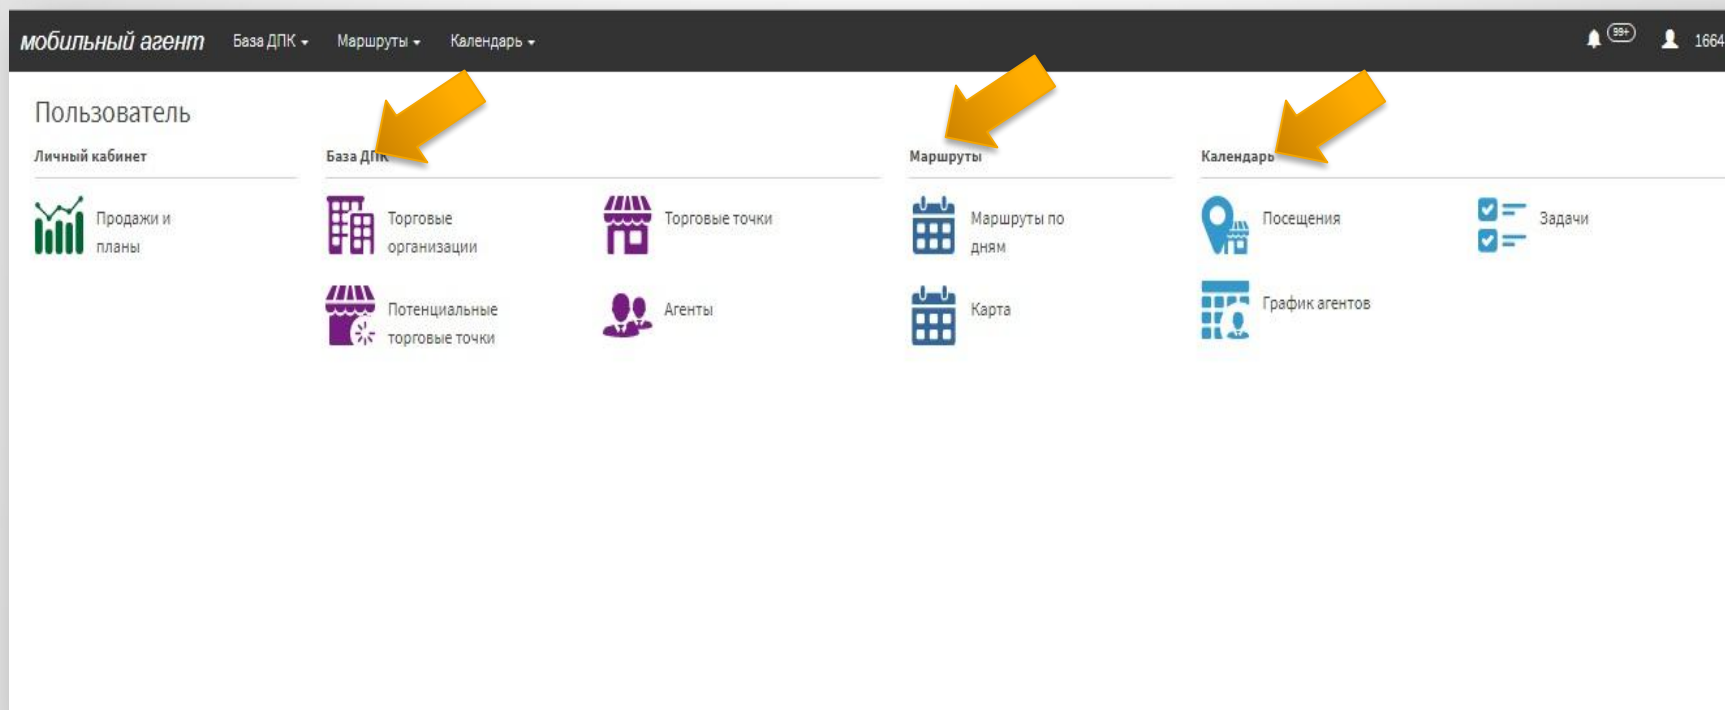 мобильный агент База ДПК Маршруты Календарь 99+ 1664
Пользователь
Личный кабинет База ДПК Маршруты Календарь
Продажи и
планы
Торговые
организации
Торговые точки
Маршруты по
дням
Посещения
Задачи
Потенциальные
торговые точки
Агенты
Карта
График агентов